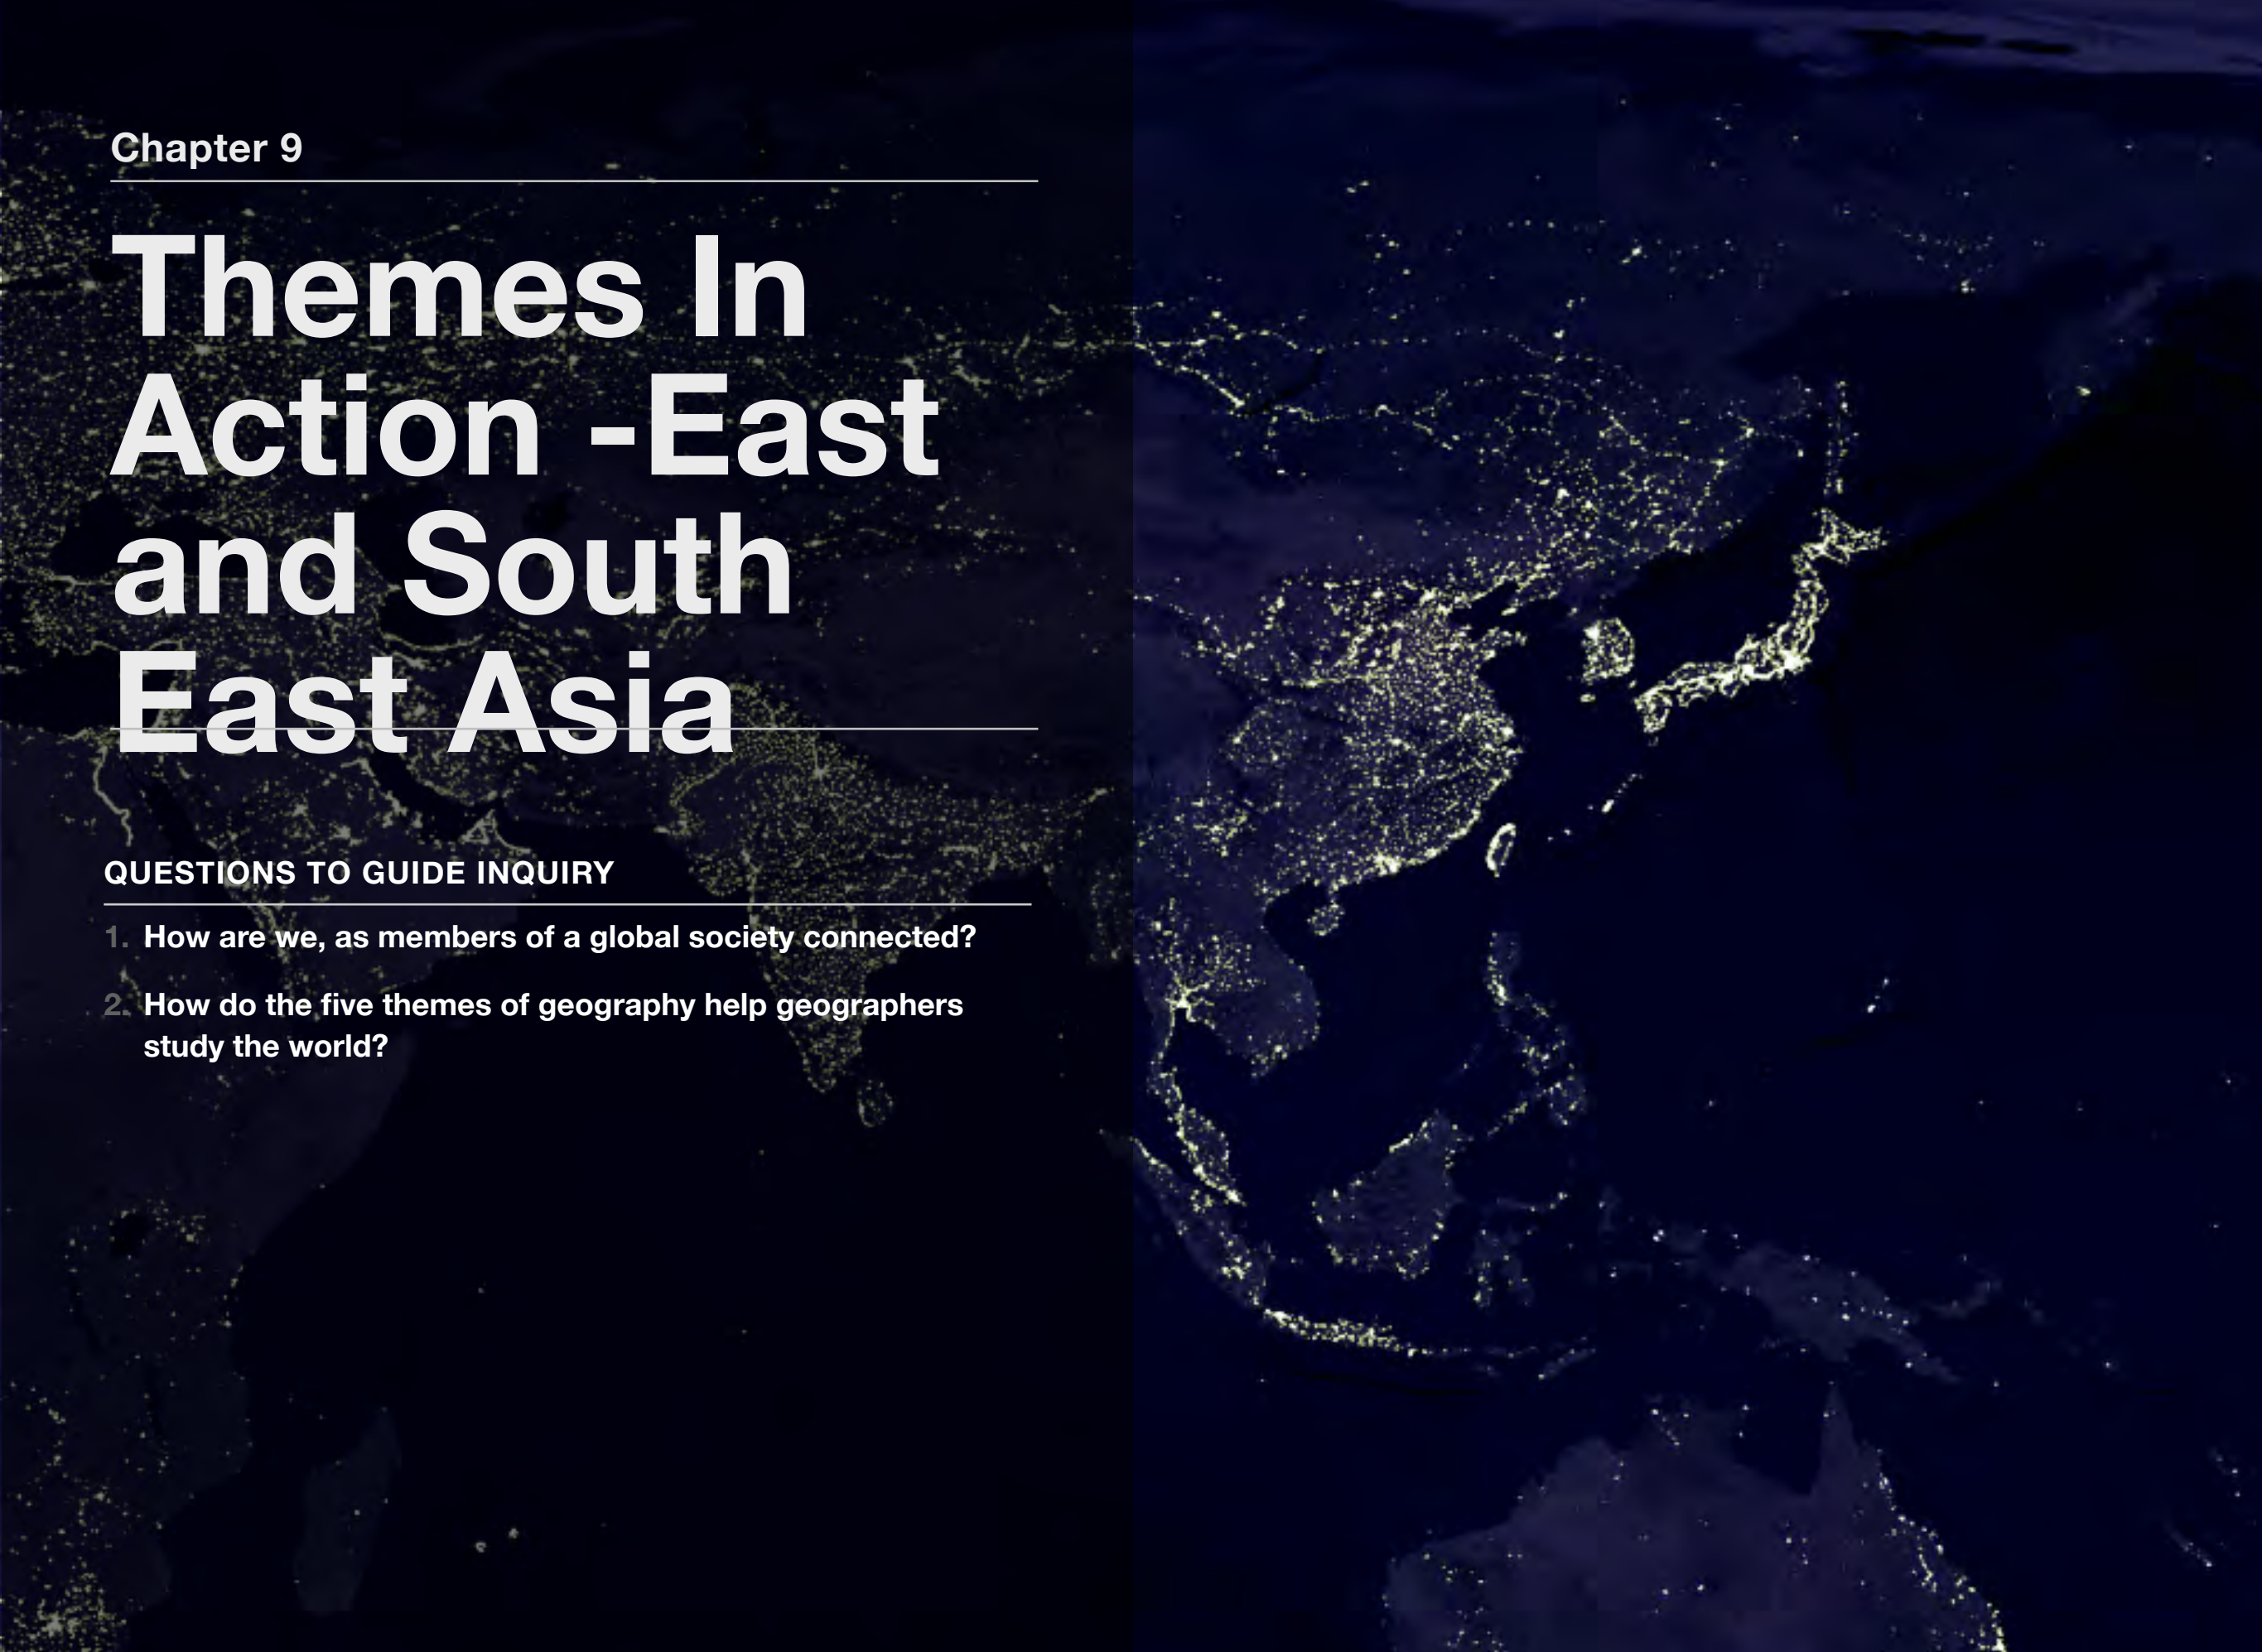 Chapter 9
Themes In
Action -East
and South
East Asia
QUESTIONS TO GUIDE INQUIRY
1. How are we, as members of a global society connected?
2. How do the five themes of geography help geographers
study the world?